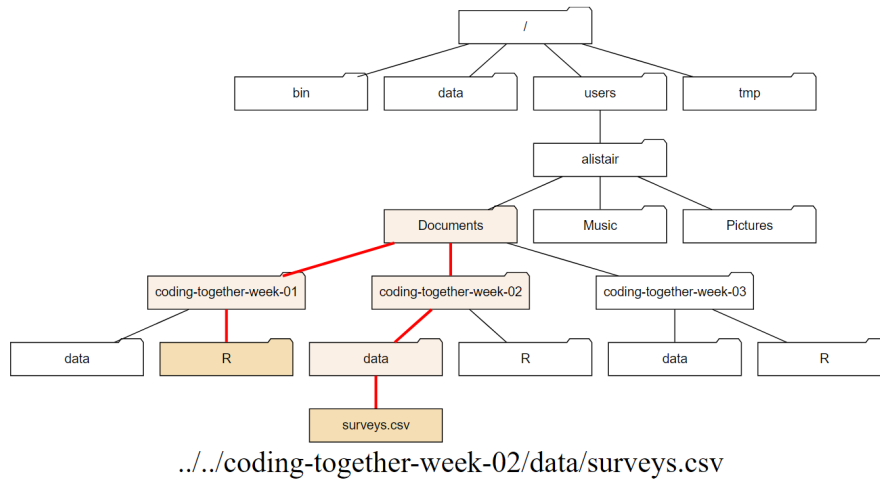 /
bin data users tmp
alistair
Documents Music Pictures
coding-together-week-01 coding-together-week-02 coding-together-week-03
data R data R data R
surveys.csv
../../coding-together-week-02/data/surveys.csv